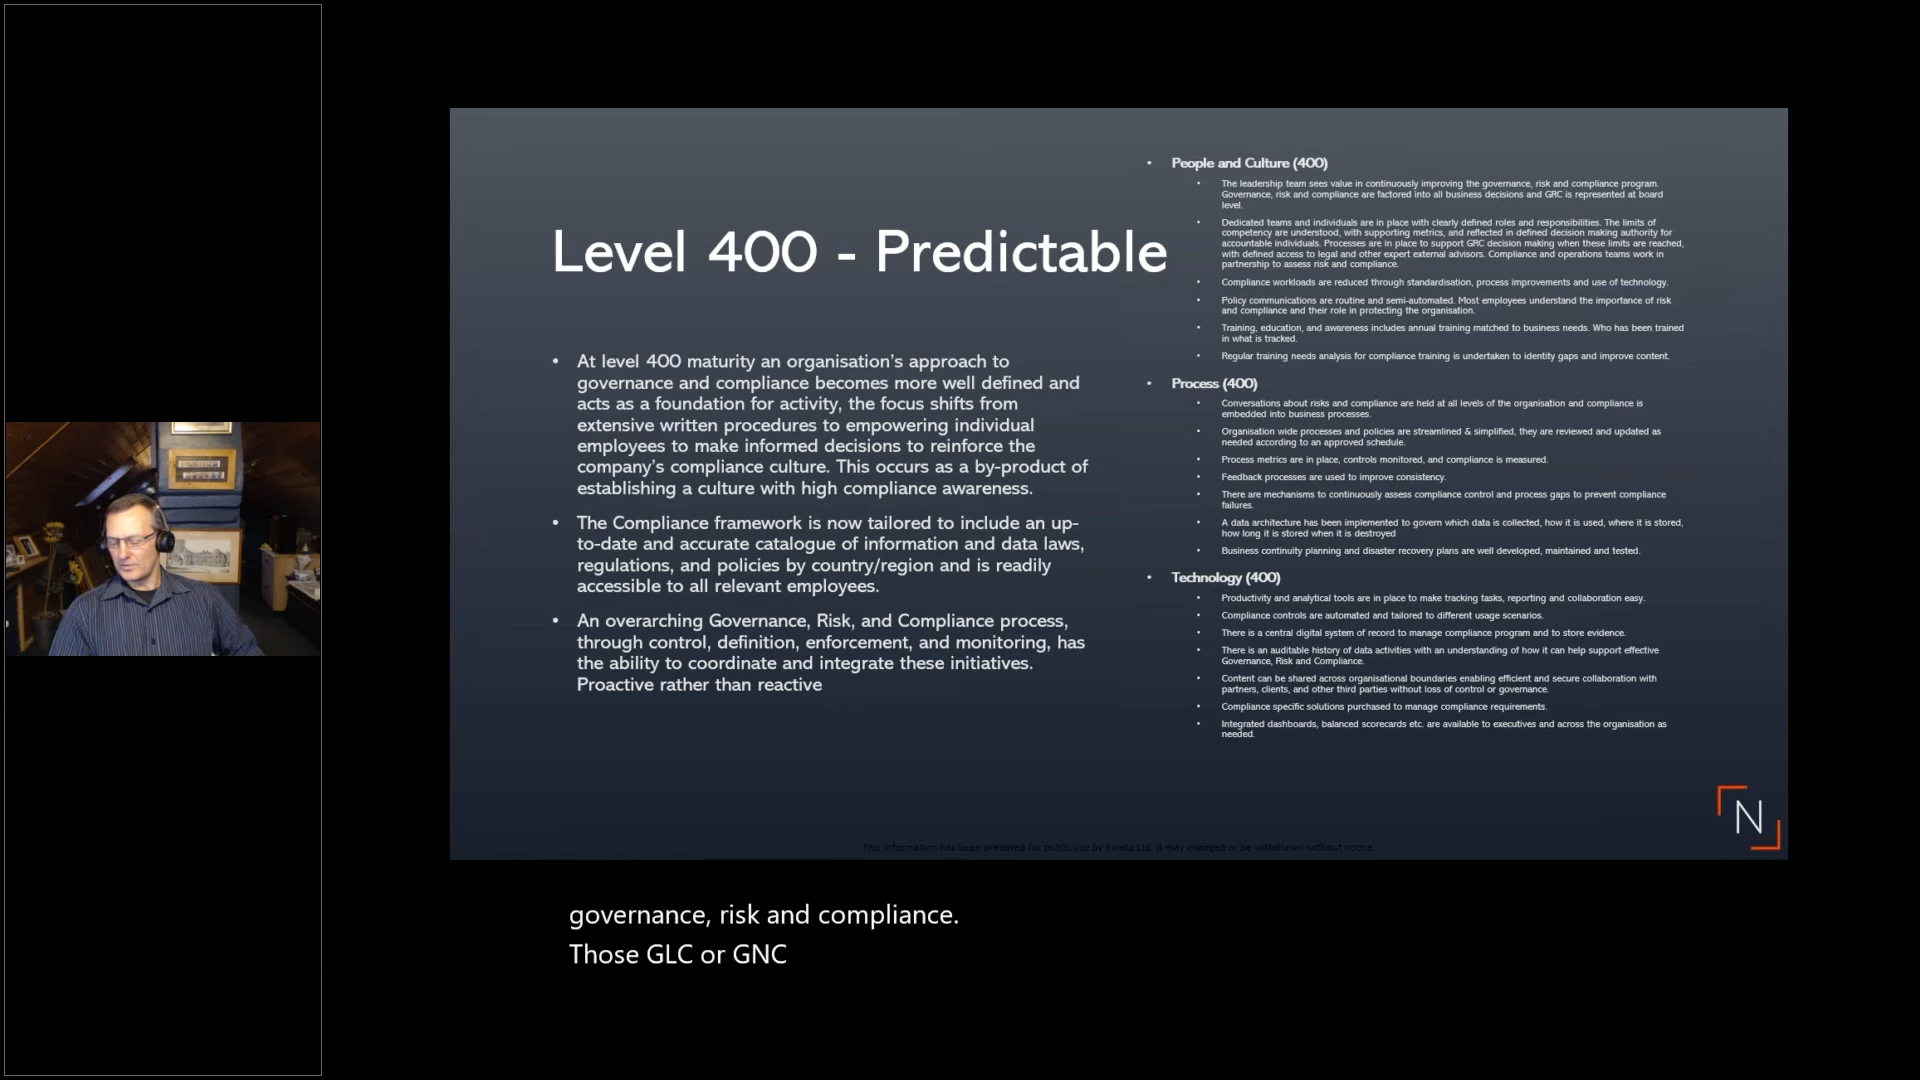 Level 400 - Predictable
• At level 400 maturity an organisation's approach to
governance and compliance becomes more well defined and
acts as a foundation for activity, the focus shifts from
extensive written procedures to empowering individual
employees to make informed decisions to reinforce the
company's compliance culture. This occurs as a by-product of
establishing a culture with high compliance awareness.
• The Compliance framework is now tailored to include an up-
to-date and accurate catalogue of information and data laws,
regulations, and policies by country/region and is readily
accessible to all relevant employees.
• An overarching Governance, Risk, and Compliance process,
through control, definition, enforcement, and monitoring, has
the ability to coordinate and integrate these initiatives.
Proactive rather than reactive
• People and Culture (400)
• The leadership team sees value in continuously improving the governance, risk and compliance program.
Governance, risk and compliance are factored into all business decisions and GRC is represented at board
level.
• Dedicated teams and individuals are in place with clearly defined roles and responsibilities. The limits of
competency are understood, with supporting metrics, and reflected in defined decision making authority for
accountable individuals. Processes are in place to support GRC decision making when these limits are reached,
with defined access to legal and other expert external advisors. Compliance and operations teams work in
partnership to assess risk and compliance.
• Compliance workloads are reduced through standardisation, process improvements and use of technology.
• Policy communications are routine and semi-automated. Most employees understand the importance of risk
and compliance and their role in protecting the organisation.
• Training, education, and awareness includes annual training matched to business needs. Who has been trained
in what is tracked.
• Regular training needs analysis for compliance training is undertaken to identity gaps and improve content.
• Process (400)
• Conversations about risks and compliance are held at all levels of the organisation and compliance is
embedded into business processes.
• Organisation wide processes and policies are streamlined & simplified, they are reviewed and updated as
needed according to an approved schedule.
• Process metrics are in place, controls monitored, and compliance is measured.
• Feedback processes are used to improve consistency.
• There are mechanisms to continuously assess compliance control and process gaps to prevent compliance
failures.
• A data architecture has been implemented to govern which data is collected, how it is used, where it is stored,
how long it is stored when it is destroyed
• Business continuity planning and disaster recovery plans are well developed, maintained and tested.
• Technology (400)
• Productivity and analytical tools are in place to make tracking tasks, reporting and collaboration easy.
• Compliance controls are automated and tailored to different usage scenarios.
• There is a central digital system of record to manage compliance program and to store evidence.
• There is an auditable history of data activities with an understanding of how it can help support effective
Governance, Risk and Compliance.
• Content can be shared across organisational boundaries enabling efficient and secure collaboration with
partners, clients, and other third parties without loss of control or governance.
• Compliance specific solutions purchased to manage compliance requirements.
• Integrated dashboards, balanced scorecards etc. are available to executives and across the organisation as
needed.
N
This information has been prepared for public use by Kinata Ltd. It may changed or be withdrawn without notice
governance, risk and compliance.
Those GLC or GNC